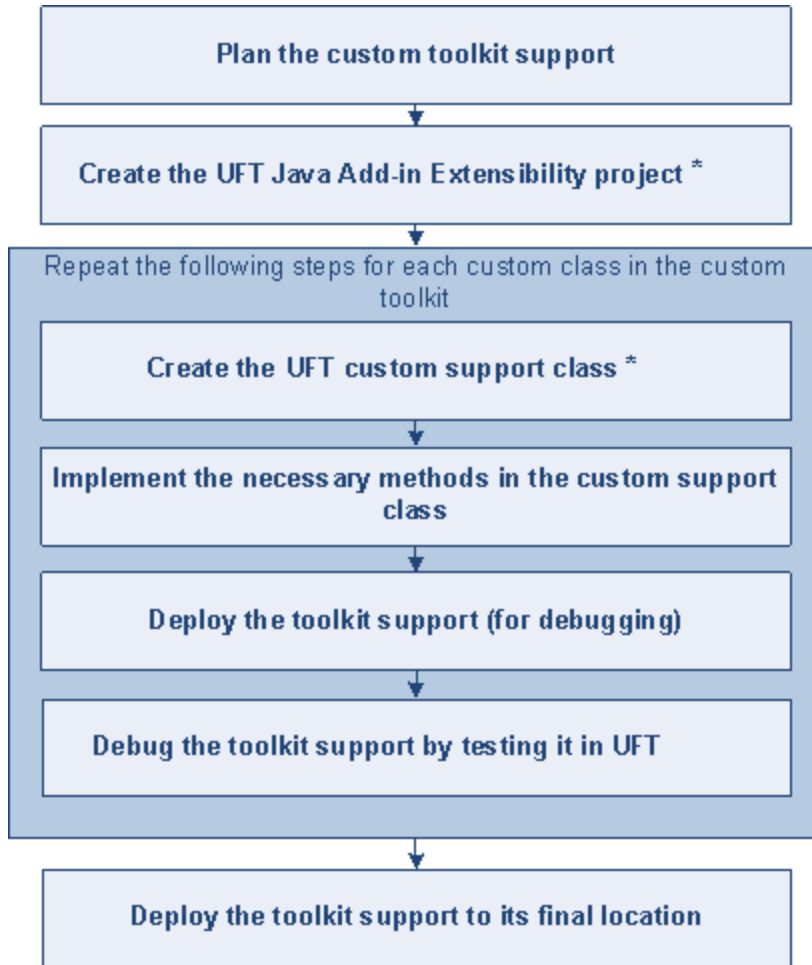 Plan the custom toolkit support
Create the UFT Java Add-in Extensibility project *
Repeat the following steps for each custom class in the custom
toolkit
Create the UFT custom support class *
Implement the necessary methods in the custom support
class
Deploy the toolkit support (for debugging)
Debug the toolkit support by testing it in UFT
Deploy the toolkit support to its final location